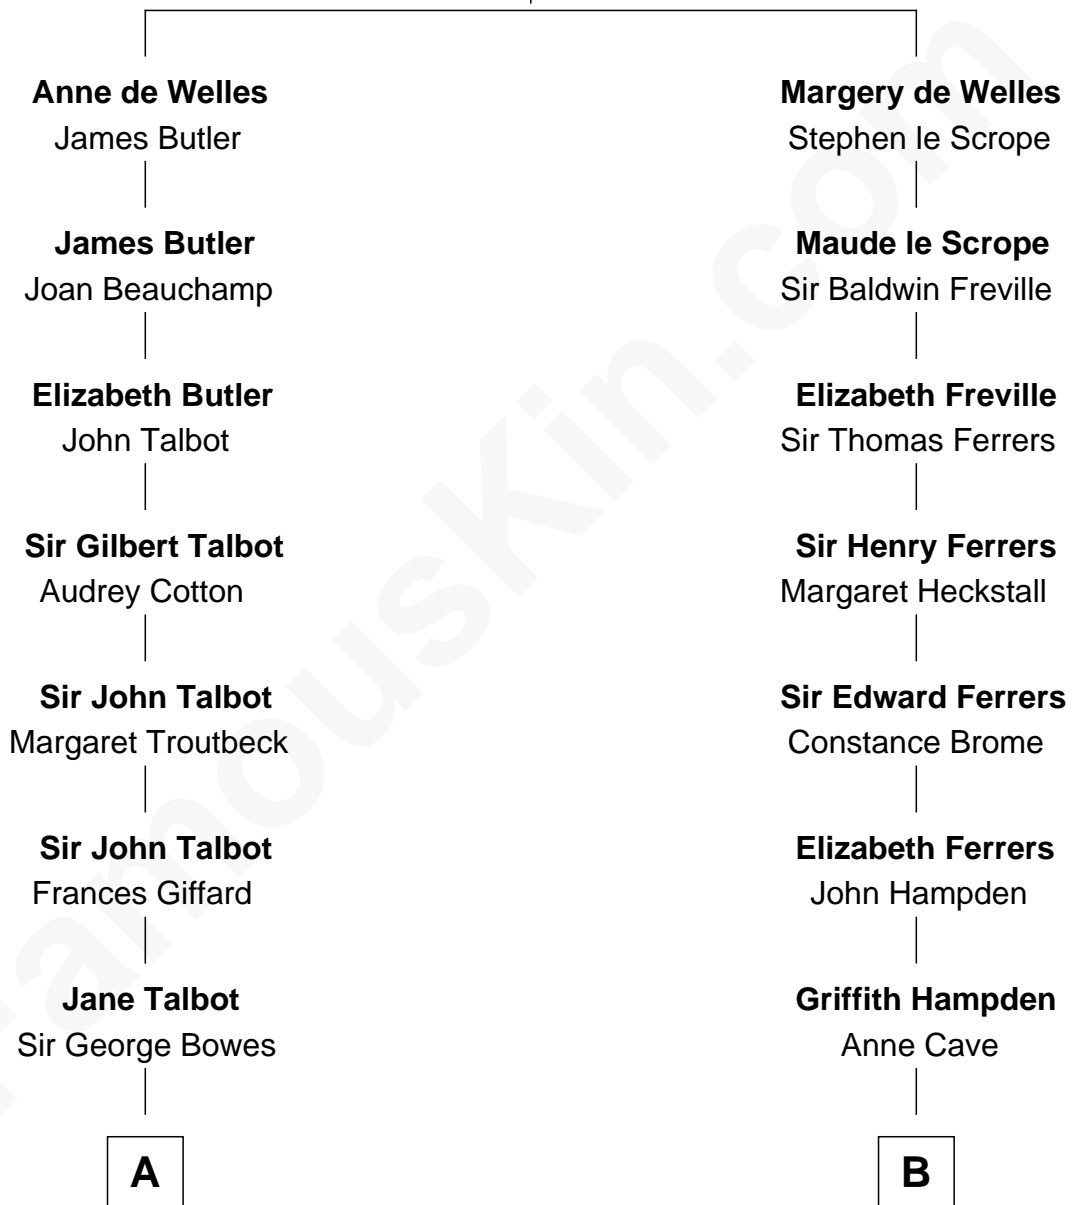 Anne de Welles
James Butler
James Butler
Joan Beauchamp
Elizabeth Butler
John Talbot
Sir Gilbert Talbot
Audrey Cotton
Sir John Talbot
Margaret Troutbeck
Sir John Talbot
Frances Giffard
Jane Talbot
Sir George Bowes
A
Margery de Welles
Stephen le Scrope
Maude le Scrope
Sir Baldwin Freville
Elizabeth Freville
Sir Thomas Ferrers
Sir Henry Ferrers
Margaret Heckstall
Sir Edward Ferrers
Constance Brome
Elizabeth Ferrers
John Hampden
Griffith Hampden
Anne Cave
B
FamousKin.com